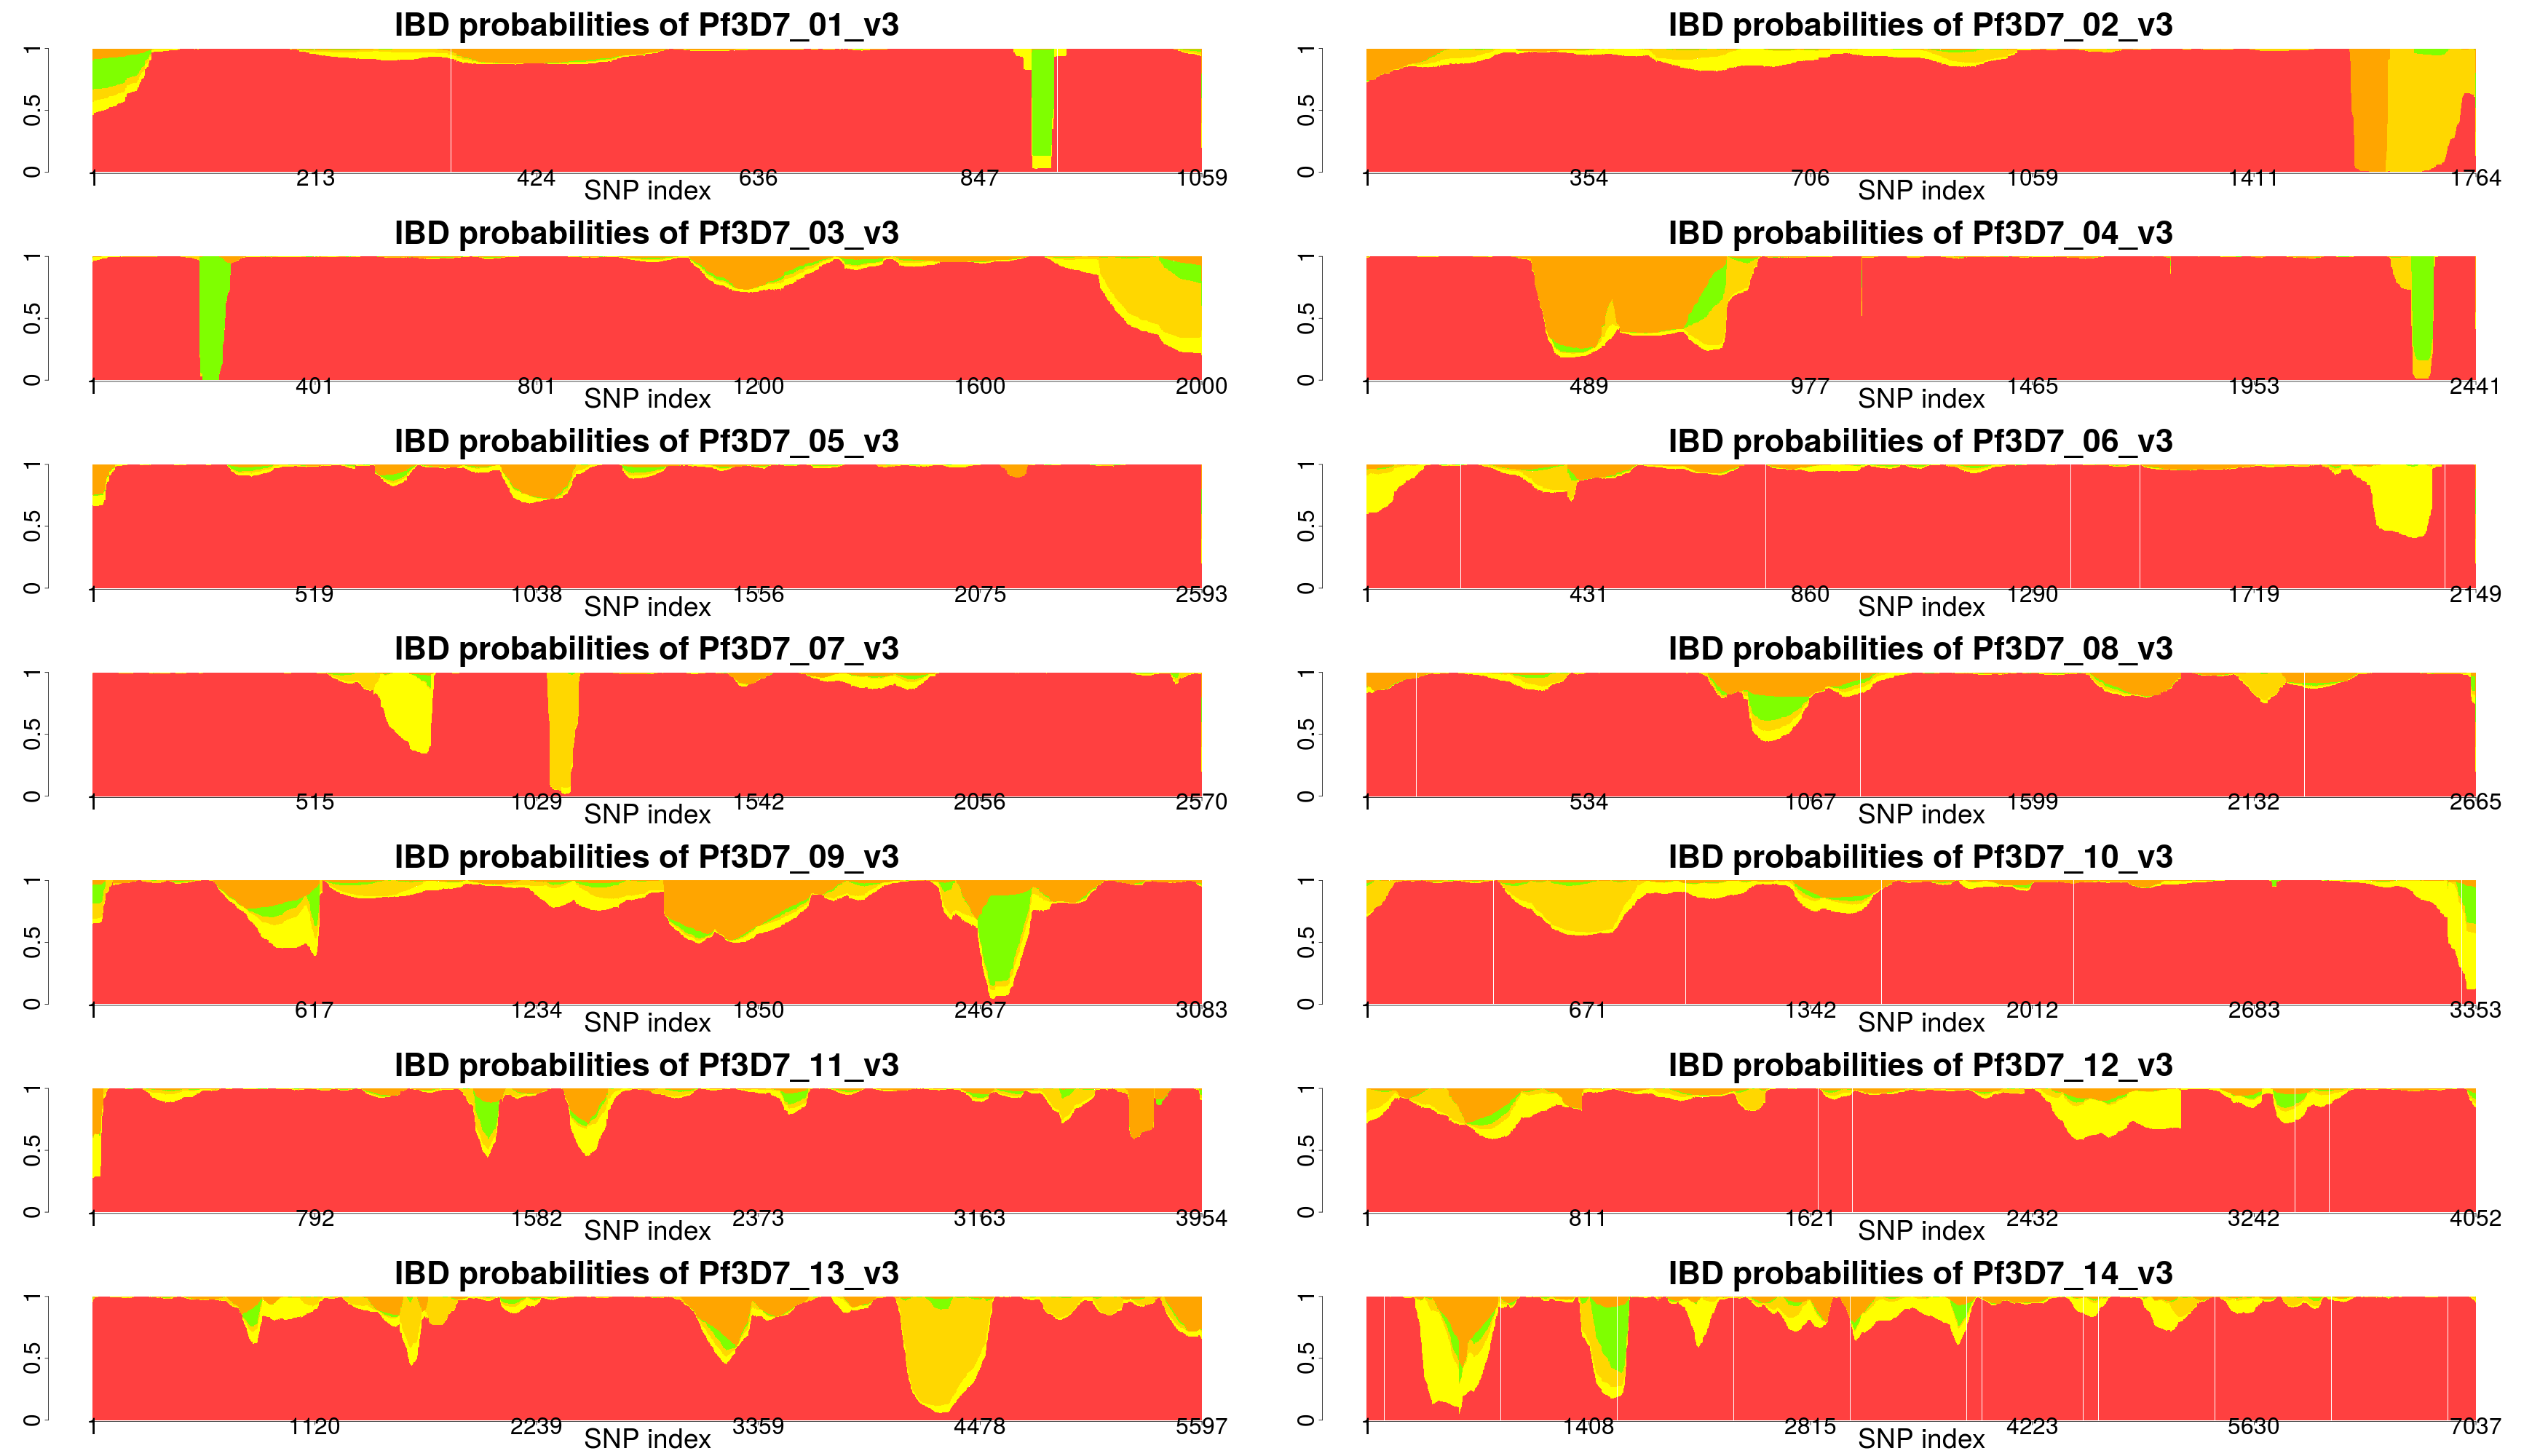 IBD probabilities of Pf3D7_01_v3
0 0.5 1
1 213 424 636 847 1059
SNP index
IBD probabilities of Pf3D7_02_v3
0 0.5 1
1 354 706 1059 1411 1764
SNP index
IBD probabilities of Pf3D7_03_v3
0 0.5 1
1 401 801 1200 1600 2000
SNP index
IBD probabilities of Pf3D7_04_v3
0 0.5 1
1 489 977 1465 1953 2441
SNP index
IBD probabilities of Pf3D7_05_v3
0 0.5 1
1 519 1038 1556 2075 2593
SNP index
IBD probabilities of Pf3D7_06_v3
0 0.5 1
1 431 860 1290 1719 2149
SNP index
IBD probabilities of Pf3D7_07_v3
0 0.5 1
1 515 1029 1542 2056 2570
SNP index
IBD probabilities of Pf3D7_08_v3
0 0.5 1
1 534 1067 1599 2132 2665
SNP index
IBD probabilities of Pf3D7_09_v3
0 0.5 1
1 617 1234 1850 2467 3083
SNP index
IBD probabilities of Pf3D7_10_v3
0 0.5 1
1 671 1342 2012 2683 3353
SNP index
IBD probabilities of Pf3D7_11_v3
0 0.5 1
1 792 1582 2373 3163 3954
SNP index
IBD probabilities of Pf3D7_12_v3
0 0.5 1
1 811 1621 2432 3242 4052
SNP index
IBD probabilities of Pf3D7_13_v3
0 0.5 1
1 1120 2239 3359 4478 5597
SNP index
IBD probabilities of Pf3D7_14_v3
0 0.5 1
1 1408 2815 4223 5630 7037
SNP index